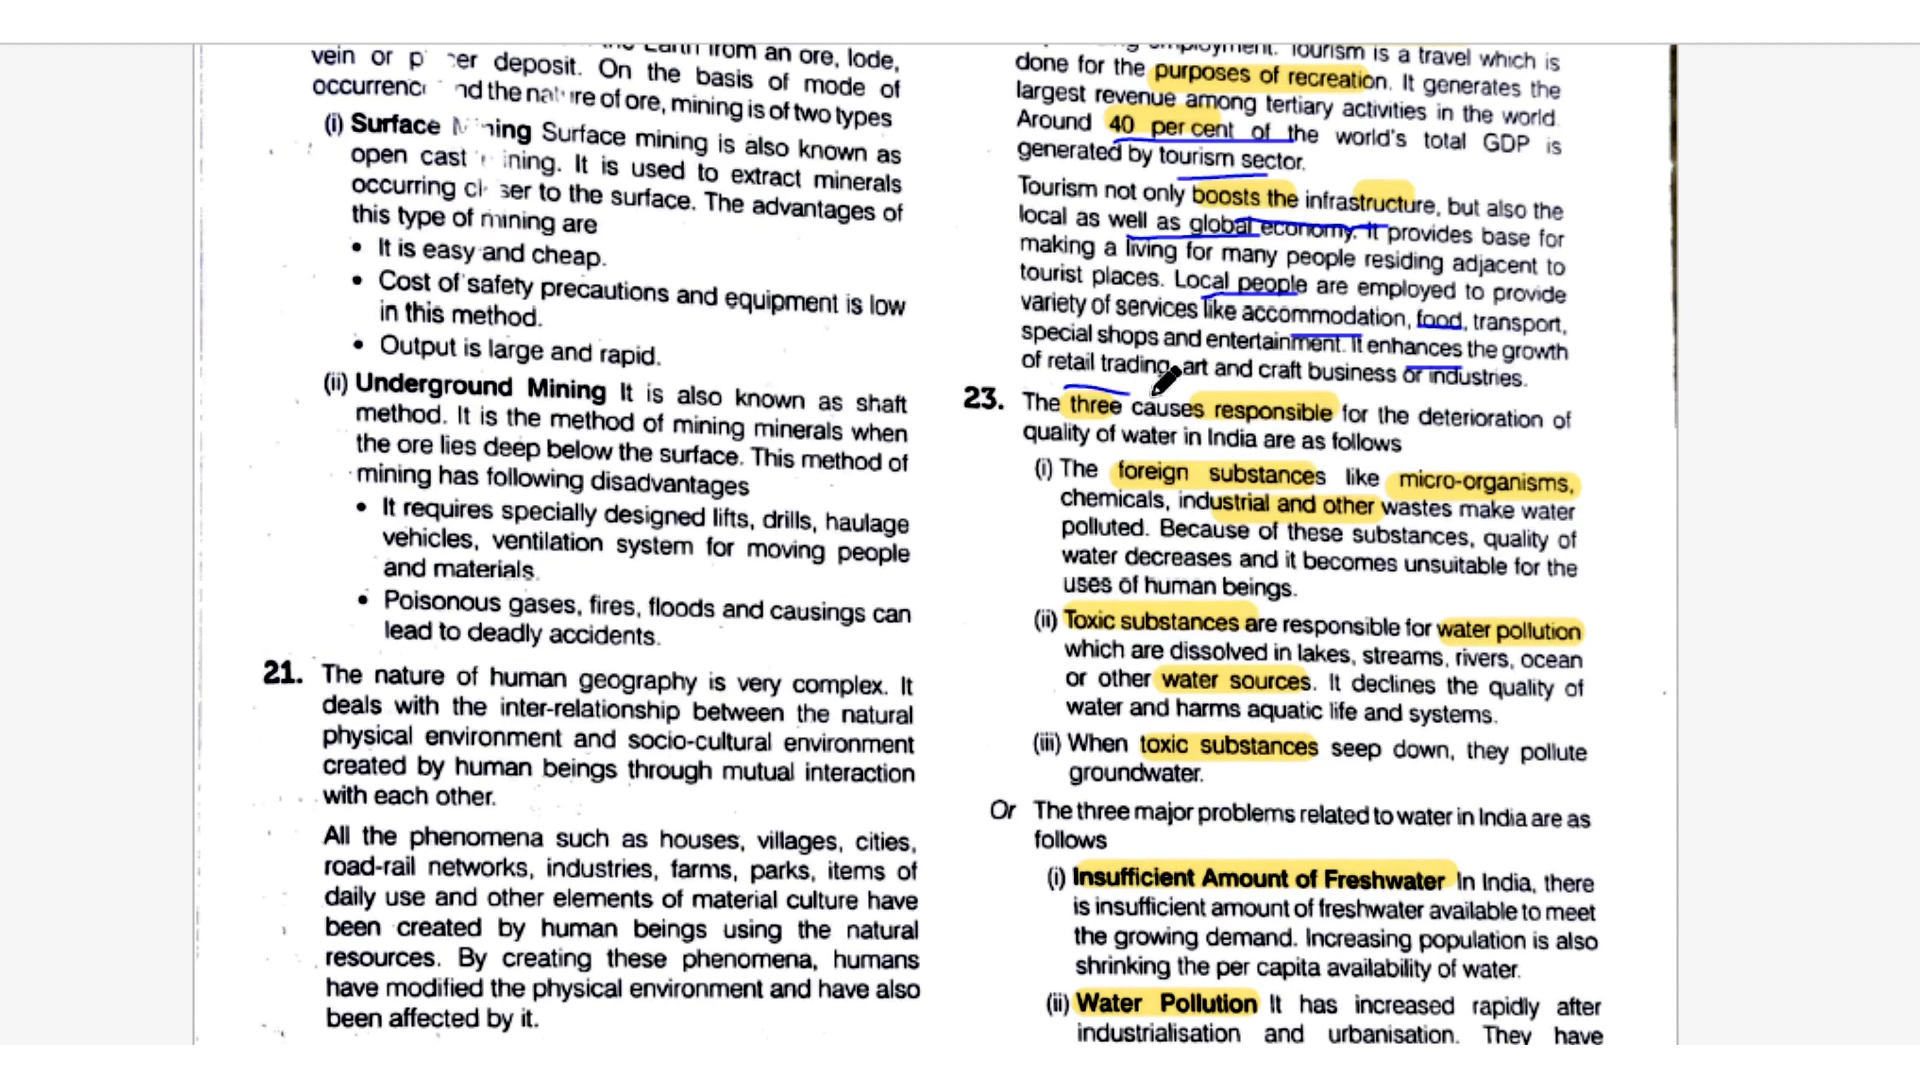 the Earth from an ore, lode,
vein or deposit. On the basis of mode of
and the nature of ore, mining is of two types
(i) Surface Mining Surface mining is also known as
open cast mining. It is used to extract minerals
occurring closer to the surface. The advantages of
this type of mining are
• It is easy and cheap.
• Cost of safety precautions and equipment is low
in this method.
• Output is large and rapid.
(ii) Underground Mining It is also known as shaft
method. It is the method of mining minerals when
the ore lies deep below the surface. This method of
mining has following disadvantages
• It requires specially designed lifts, drills, haulage
vehicles, ventilation system for moving people
and materials.
• Poisonous gases, fires, floods and causings can
lead to deadly accidents.
21. The nature of human geography is very complex. It
deals with the inter-relationship between the natural
physical environment and socio-cultural environment
created by human beings through mutual interaction
with each other.
All the phenomena such as houses, villages, cities,
road-rail networks, industries, farms, parks, items of
daily use and other elements of material culture have
been created by human beings using the natural
resources. By creating these phenomena, humans
have modified the physical environment and have also
been affected by it.
employment. Tourism is a travel which is
done for the purposes of recreation. It generates the
largest revenue among tertiary activities in the world.
Around 40 per cent of the world's total GDP is
generated by tourism sector.
Tourism not only boosts the infrastructure, but also the
local as well as global economy. It provides base for
making a living for many people residing adjacent to
tourist places. Local people are employed to provide
variety of services like accommodation, food, transport,
special shops and entertainment. It enhances the growth
of retail trading, art and craft business or industries.
23. The three causes responsible for the deterioration of
quality of water in India are as follows
(i) The foreign substances like micro-organisms,
chemicals, industrial and other wastes make water
polluted. Because of these substances, quality of
water decreases and it becomes unsuitable for the
uses of human beings.
(ii) Toxic substances are responsible for water pollution
which are dissolved in lakes, streams, rivers, ocean
or other water sources. It declines the quality of
water and harms aquatic life and systems.
(iii) When toxic substances seep down, they pollute
groundwater.
Or The three major problems related to water in India are as
follows
(i) Insufficient Amount of Freshwater In India, there
is insufficient amount of freshwater available to meet
the growing demand. Increasing population is also
shrinking the per capita availability of water.
(ii) Water Pollution It has increased rapidly after
industrialisation and urbanisation. They have